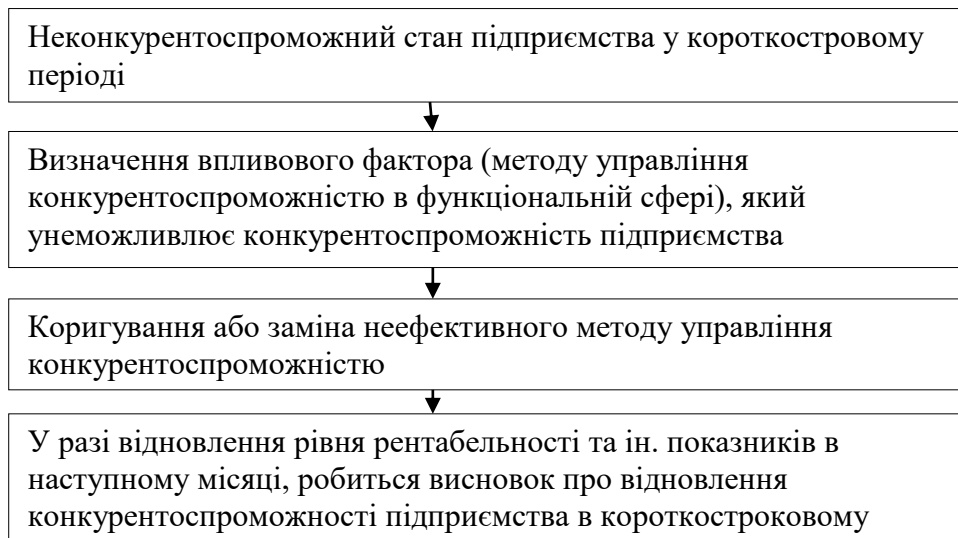 Неконкурентоспроможний стан підприємства у короткостровому
періоді
Визначення впливового фактора (методу управління
конкурентоспроможністю в функціональній сфері), який
унеможливлює конкурентоспроможність підприємства
Коригування або заміна неефективного методу управління
конкурентоспроможністю
У разі відновлення рівня рентабельності та ін. показників в
наступному місяці, робиться висновок про відновлення
конкурентоспроможності підприємства в короткостроковому